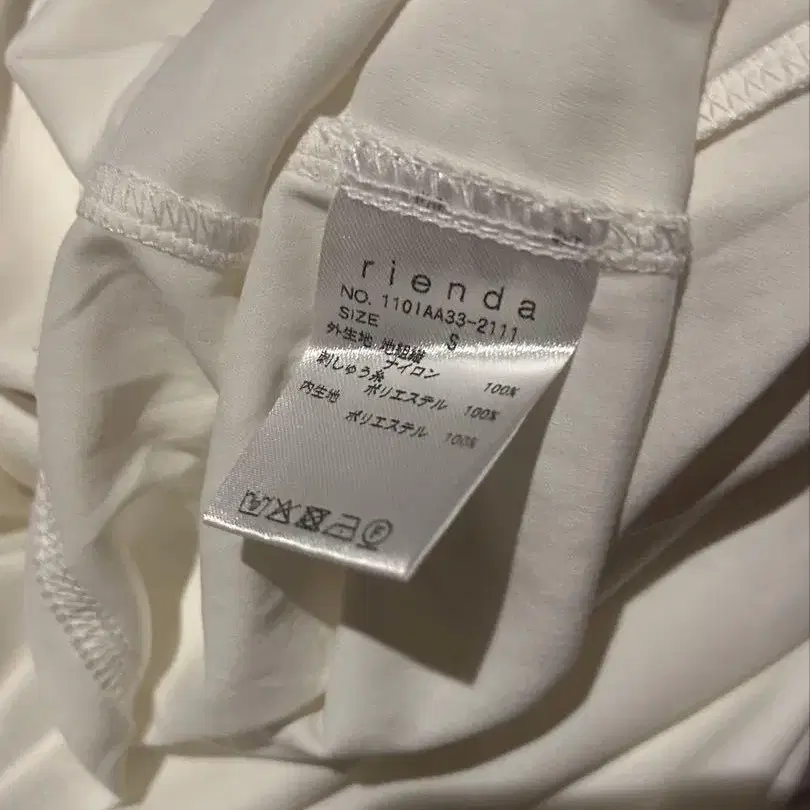 rienda
NO. 1101AA33-2111
SIZE S
外生地 地組織
ナイロン 100%
刺しゅう糸
ポリエステル 100%
内生地
ポリエステル 100%
F